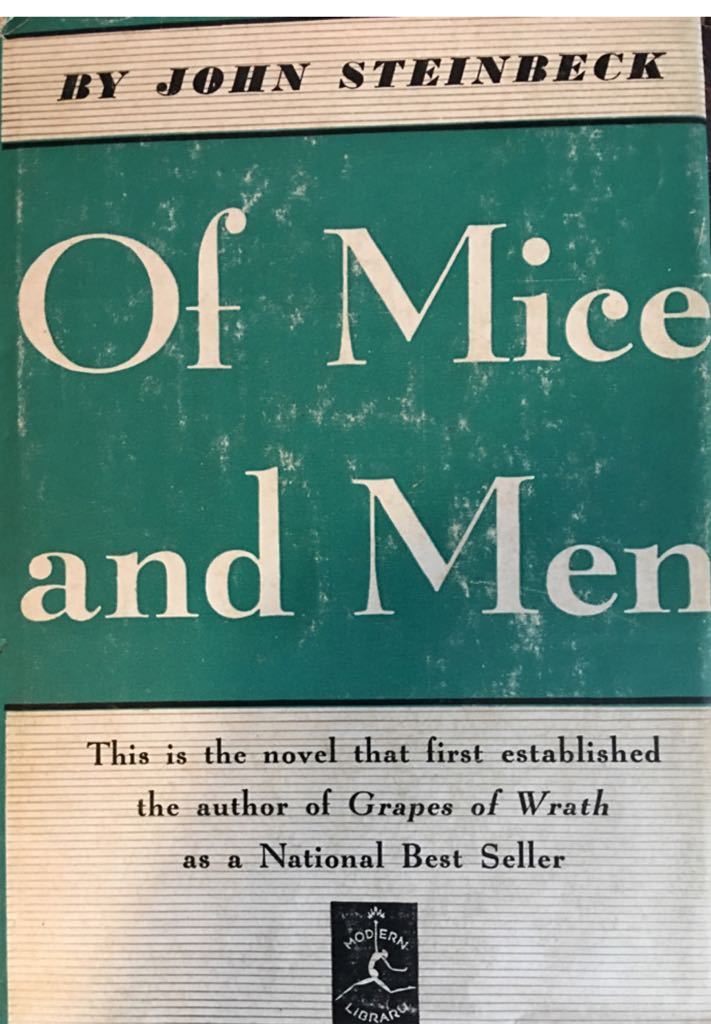 BY JOHN STEINBECK
Of Mice
and Men
This is the novel that first established
the author of Grapes of Wrath
as a National Best Seller
MODERN
LIBRARY